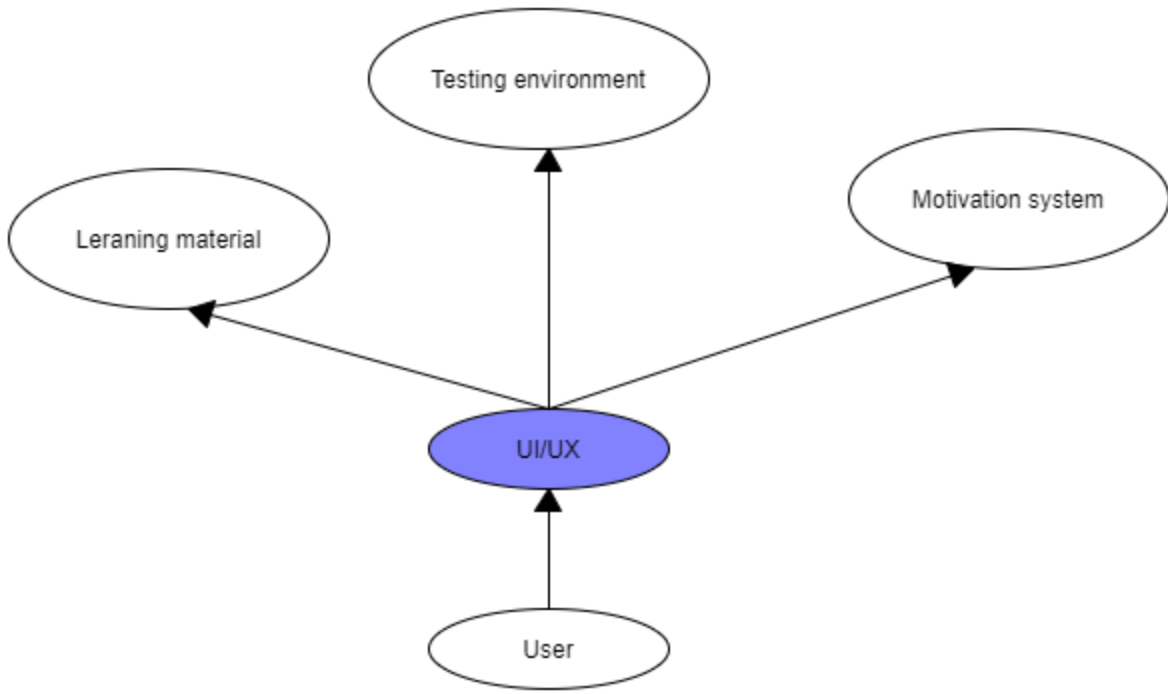 Testing environment
Motivation system
Leraning material
UI/UX
User